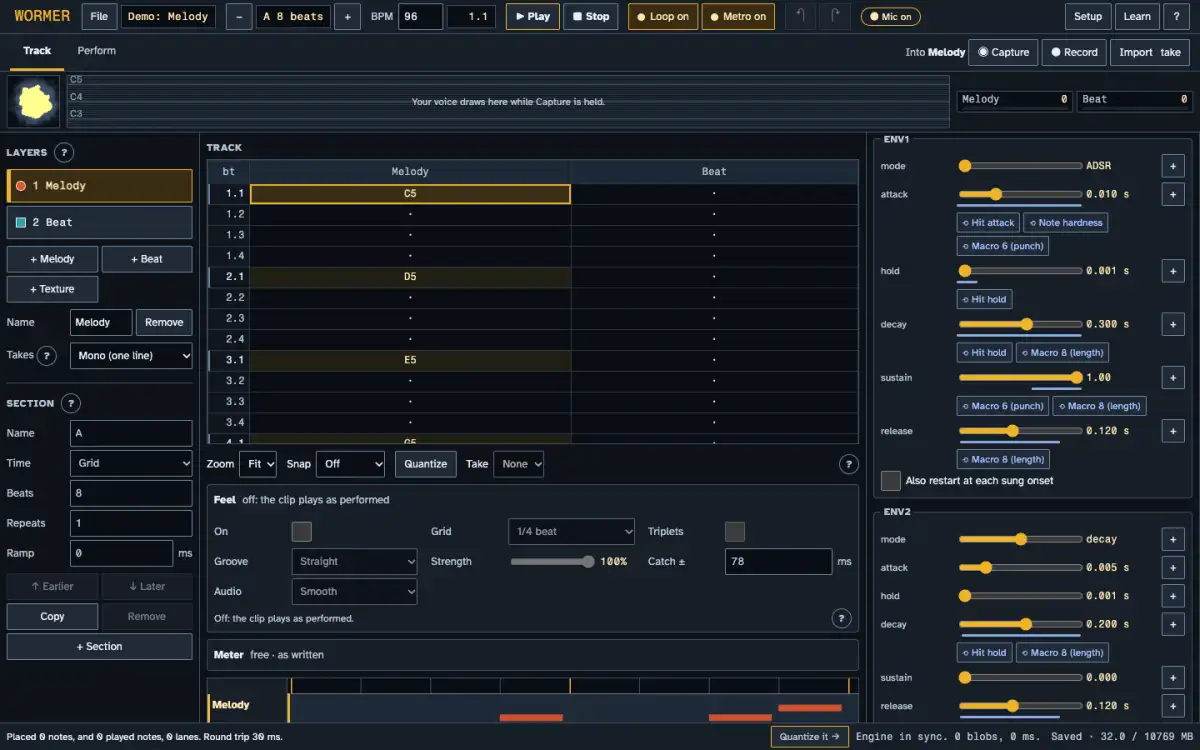 WORMER File Demo: Melody – A 8 beats + BPM 96 1.1 Play Stop Loop on Metro on Mic on Setup Learn ?
Track Perform Into Melody Capture Record Import take
C5
C4
C3
Your voice draws here while Capture is held.
Melody 0 Beat 0
LAYERS ?
1 Melody
2 Beat
+ Melody + Beat
+ Texture
Name Melody Remove
Takes ? Mono (one line)
SECTION ?
Name A
Time Grid
Beats 8
Repeats 1
Ramp 0 ms
↑ Earlier ↓ Later
Copy Remove
+ Section
TRACK
bt Melody Beat
1.1 C5 ·
1.2 · ·
1.3 · ·
1.4 · ·
2.1 D5 ·
2.2 · ·
2.3 · ·
2.4 · ·
3.1 E5 ·
3.2 · ·
3.3 · ·
3.4 · ·
4.1 G5 ·
Zoom Fit Snap Off Quantize Take None ?
Feel off: the clip plays as performed
On Grid 1/4 beat Triplets
Groove Straight Strength 100% Catch ± 78 ms
Audio Smooth
Off: the clip plays as performed. ?
Meter free · as written
Melody
ENV1
mode ADSR +
attack 0.010 s +
Hit attack Note hardness
Macro 6 (punch)
hold 0.001 s +
Hit hold
decay 0.300 s +
Hit hold Macro 8 (length)
sustain 1.00 +
Macro 6 (punch) Macro 8 (length)
release 0.120 s +
Macro 8 (length)
Also restart at each sung onset
ENV2
mode decay +
attack 0.005 s +
hold 0.001 s +
decay 0.200 s +
Hit hold Macro 8 (length)
sustain 0.000 +
release 0.120 s +
Placed 0 notes, and 0 played notes, 0 lanes. Round trip 30 ms. Quantize it → Engine in sync. 0 blobs, 0 ms. Saved · 32.0 / 10769 MB